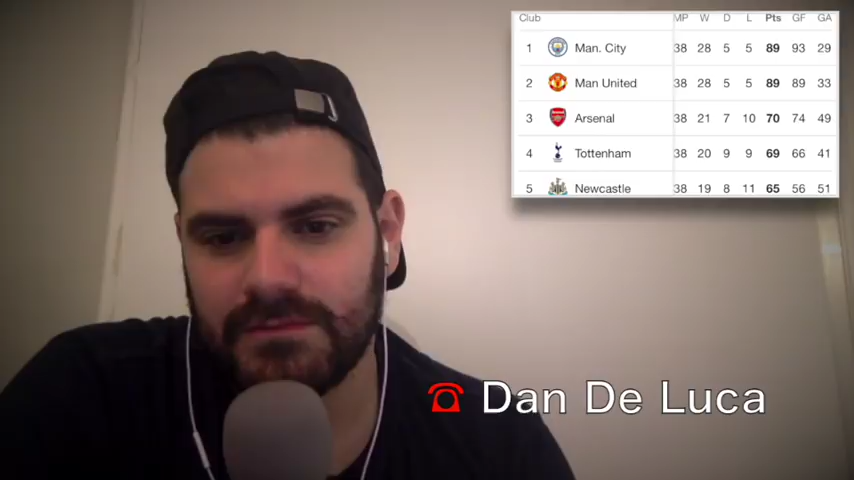 Club MP W D L Pts GF GA
1 Man. City 38 28 5 5 89 93 29
2 Man United 38 28 5 5 89 89 33
3 Arsenal 38 21 7 10 70 74 49
4 Tottenham 38 20 9 9 69 66 41
5 Newcastle 38 19 8 11 65 56 51
Dan De Luca